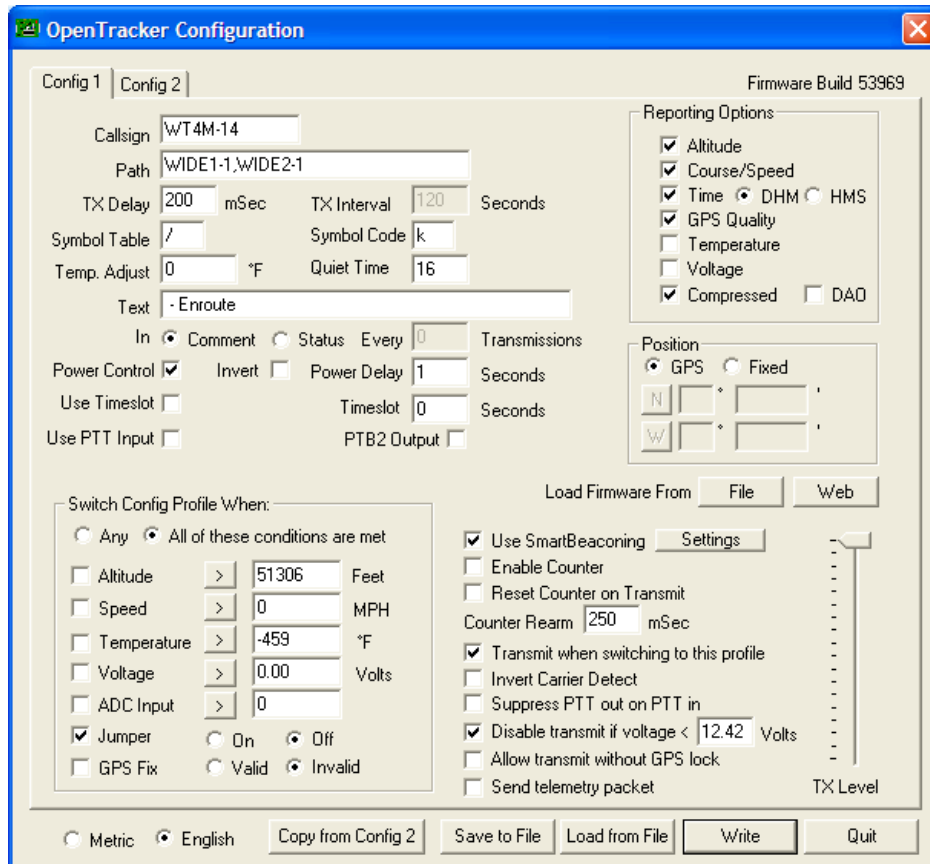 OpenTracker Configuration
Config 1 Config 2 Firmware Build 53969
Callsign WT4M-14
Path WIDE1-1,WIDE2-1
TX Delay 200 mSec TX Interval 120 Seconds
Symbol Table / Symbol Code k
Temp. Adjust 0 °F Quiet Time 16
Text - Enroute
In Comment Status Every 0 Transmissions
Power Control Invert Power Delay 1 Seconds
Use Timeslot Timeslot 0 Seconds
Use PTT Input PTB2 Output
Reporting Options
Altitude
Course/Speed
Time DHM HMS
GPS Quality
Temperature
Voltage
Compressed DAO
Position
GPS Fixed
N ° '
W ° '
Load Firmware From File Web
Switch Config Profile When:
Any All of these conditions are met
Altitude > 51306 Feet
Speed > 0 MPH
Temperature > -459 °F
Voltage > 0.00 Volts
ADC Input > 0
Jumper On Off
GPS Fix Valid Invalid
Use SmartBeaconing Settings
Enable Counter
Reset Counter on Transmit
Counter Rearm 250 mSec
Transmit when switching to this profile
Invert Carrier Detect
Suppress PTT out on PTT in
Disable transmit if voltage < 12.42 Volts
Allow transmit without GPS lock
Send telemetry packet
TX Level
Metric English Copy from Config 2 Save to File Load from File Write Quit